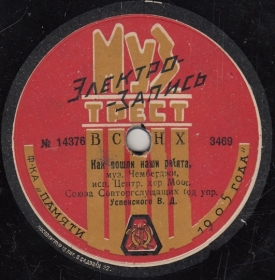 МУЗ
ЭЛЕКТРО-
-ЗАПИСЬ
ТРЕСТ
ВСНХ
№ 14376
3469
Как пошли наши ребята,
муз. Чемберджи,
исп. Центр. хор Моск.
Союза Совторгслужащих под упр.
Успенского В. Д.
Ф-КА „ПАМЯТИ
1905 ГОДА"